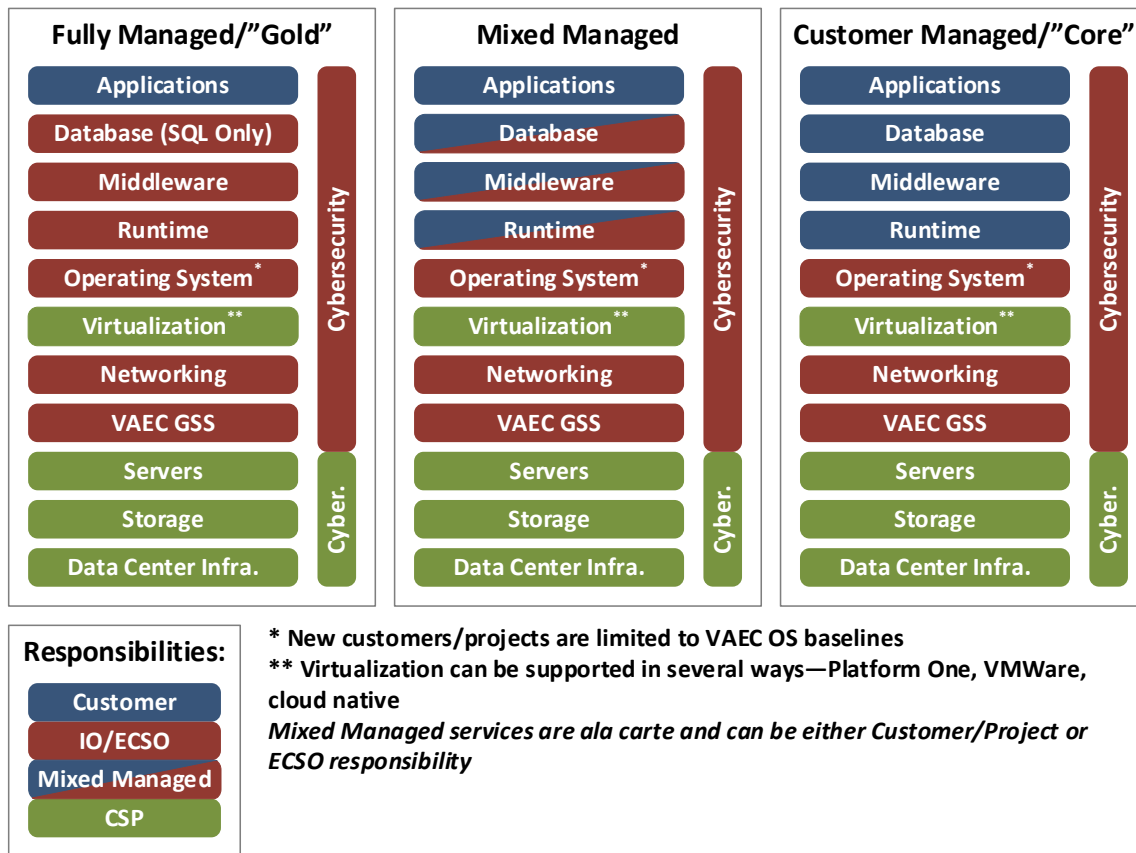 Fully Managed/”Gold”
Applications
Database (SQL Only)
Middleware
Runtime
Operating System*
Virtualization**
Networking
VAEC GSS
Servers
Storage
Data Center Infra.
Cybersecurity
Cyber.
Mixed Managed
Applications
Database
Middleware
Runtime
Operating System*
Virtualization**
Networking
VAEC GSS
Servers
Storage
Data Center Infra.
Cybersecurity
Cyber.
Customer Managed/”Core”
Applications
Database
Middleware
Runtime
Operating System*
Virtualization**
Networking
VAEC GSS
Servers
Storage
Data Center Infra.
Cybersecurity
Cyber.
Responsibilities:
Customer
IO/ECSO
Mixed Managed
CSP
* New customers/projects are limited to VAEC OS baselines
** Virtualization can be supported in several ways—Platform One, VMWare,
cloud native
Mixed Managed services are ala carte and can be either Customer/Project or
ECSO responsibility